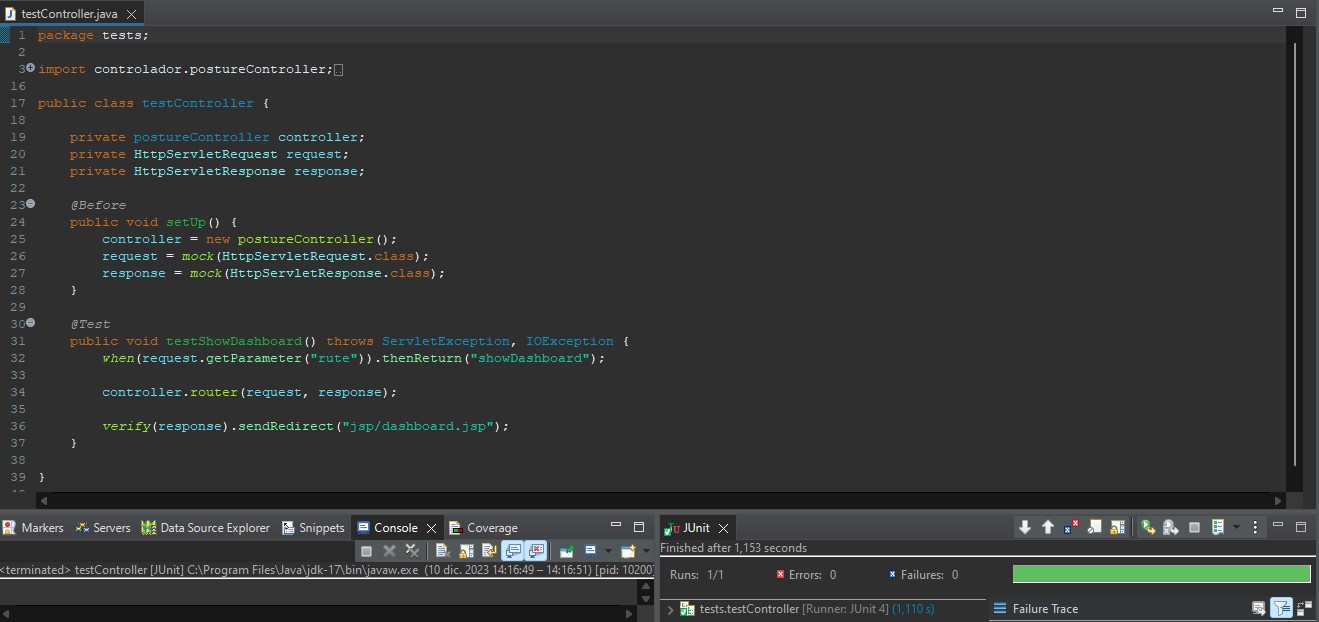 testController.java
1 package tests;
2
3 import controlador.postureController;
16
17 public class testController {
18
19 private postureController controller;
20 private HttpServletRequest request;
21 private HttpServletResponse response;
22
23 @Before
24 public void setUp() {
25 controller = new postureController();
26 request = mock(HttpServletRequest.class);
27 response = mock(HttpServletResponse.class);
28 }
29
30 @Test
31 public void testShowDashboard() throws ServletException, IOException {
32 when(request.getParameter("rute")).thenReturn("showDashboard");
33
34 controller.router(request, response);
35
36 verify(response).sendRedirect("jsp/dashboard.jsp");
37 }
38
39 }
Markers Servers Data Source Explorer Snippets Console Coverage
<terminated> testController [JUnit] C:\Program Files\Java\jdk-17\bin\javaw.exe (10 dic. 2023 14:16:49 – 14:16:51) [pid: 10200]
JUnit
Finished after 1,153 seconds
Runs: 1/1 Errors: 0 Failures: 0
tests.testController [Runner: JUnit 4] (1,110 s)
Failure Trace